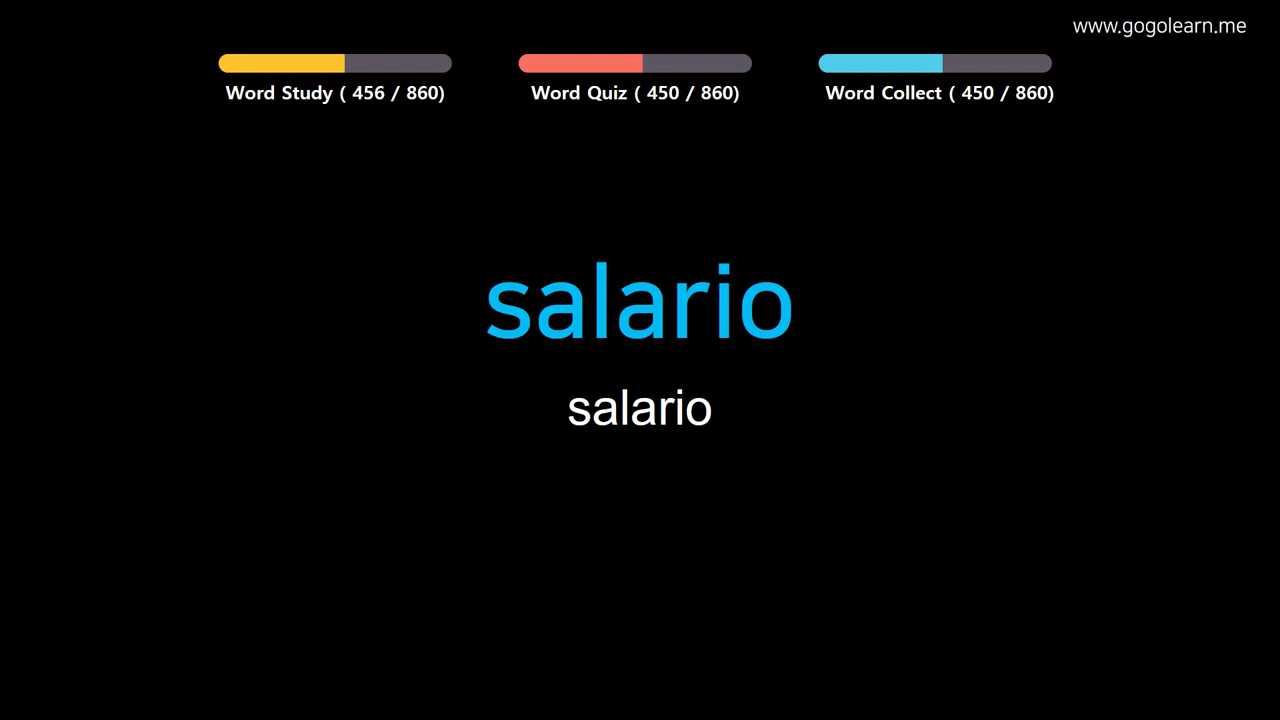 www.gogolearn.me
Word Study ( 456 / 860)
Word Quiz ( 450 / 860)
Word Collect ( 450 / 860)
salario
salario